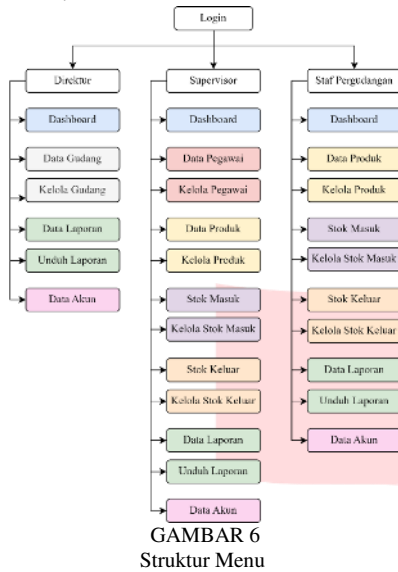 Login
Direktur
Dashboard
Data Gudang
Kelola Gudang
Data Laporan
Unduh Laporan
Data Akun
Supervisor
Dashboard
Data Pegawai
Kelola Pegawai
Data Produk
Kelola Produk
Stok Masuk
Kelola Stok Masuk
Stok Keluar
Kelola Stok Keluar
Data Laporan
Unduh Laporan
Data Akun
Staf Pergudangan
Dashboard
Data Produk
Kelola Produk
Stok Masuk
Kelola Stok Masuk
Stok Keluar
Kelola Stok Keluar
Data Laporan
Unduh Laporan
Data Akun
GAMBAR 6
Struktur Menu